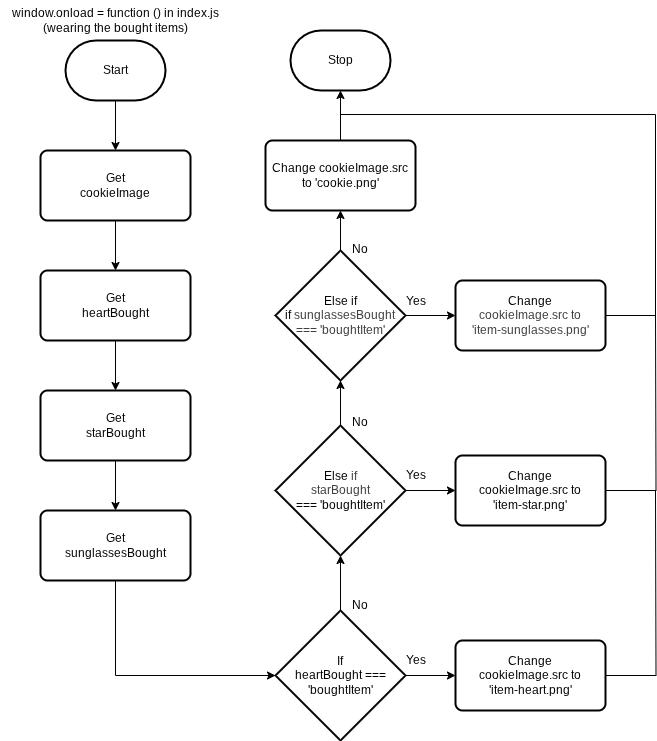 window.onload = function () in index.js
(wearing the bought items)
Start
Get
cookieImage
Get
heartBought
Get
starBought
Get
sunglassesBought
If
heartBought ===
'boughtItem'
Yes
Change
cookieImage.src to
'item-heart.png'
No
Else if
starBought
=== 'boughtItem'
Yes
Change
cookieImage.src to
'item-star.png'
No
Else if
if sunglassesBought
=== 'boughtItem'
Yes
Change
cookieImage.src to
'item-sunglasses.png'
No
Change cookieImage.src
to 'cookie.png'
Stop